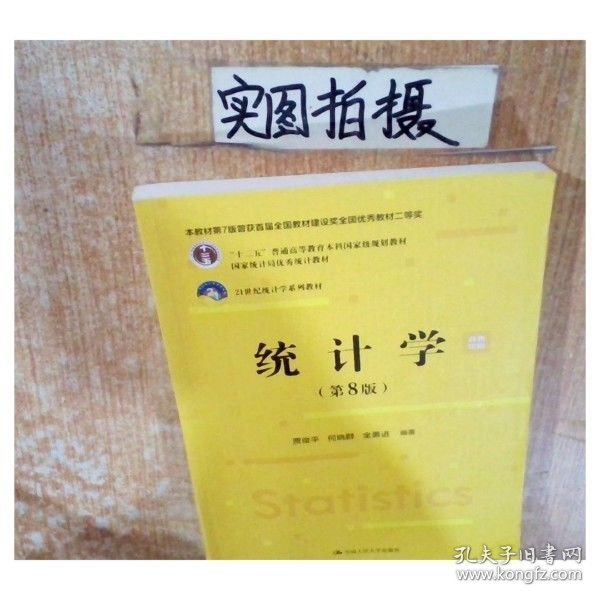 实图拍摄
本教材第7版曾获首届全国教材建设奖全国优秀教材二等奖
十二五
“十二五”普通高等教育本科国家级规划教材
国家统计局优秀统计教材
21世纪统计学系列教材
统计学
（第8版）
贾俊平 何晓群 金勇进 编著
Statistics
中国人民大学出版社
孔夫子旧书网
www.kongfz.com